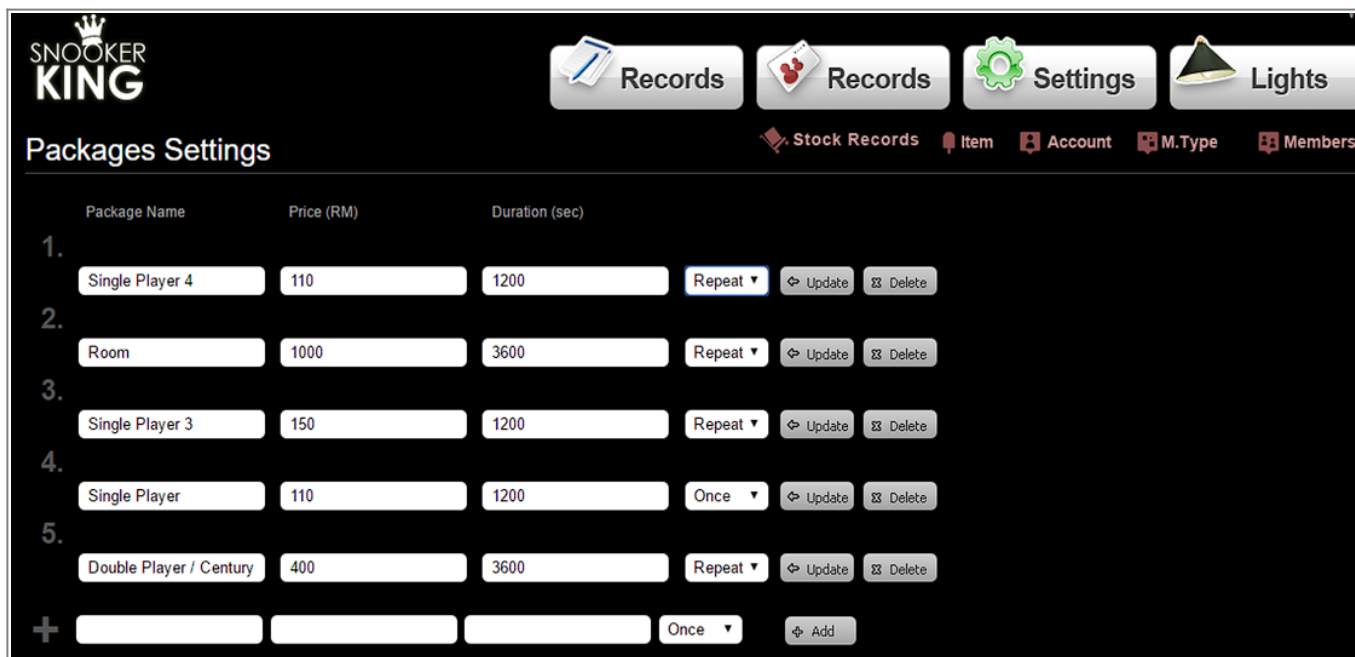 SNOOKER
KING
Records
Records
Settings
Lights
Packages Settings
Stock Records
Item
Account
M.Type
Members
Package Name
Price (RM)
Duration (sec)
1.
Single Player 4
110
1200
Repeat
Update
Delete
2.
Room
1000
3600
Repeat
Update
Delete
3.
Single Player 3
150
1200
Repeat
Update
Delete
4.
Single Player
110
1200
Once
Update
Delete
5.
Double Player / Century
400
3600
Repeat
Update
Delete
Once
Add